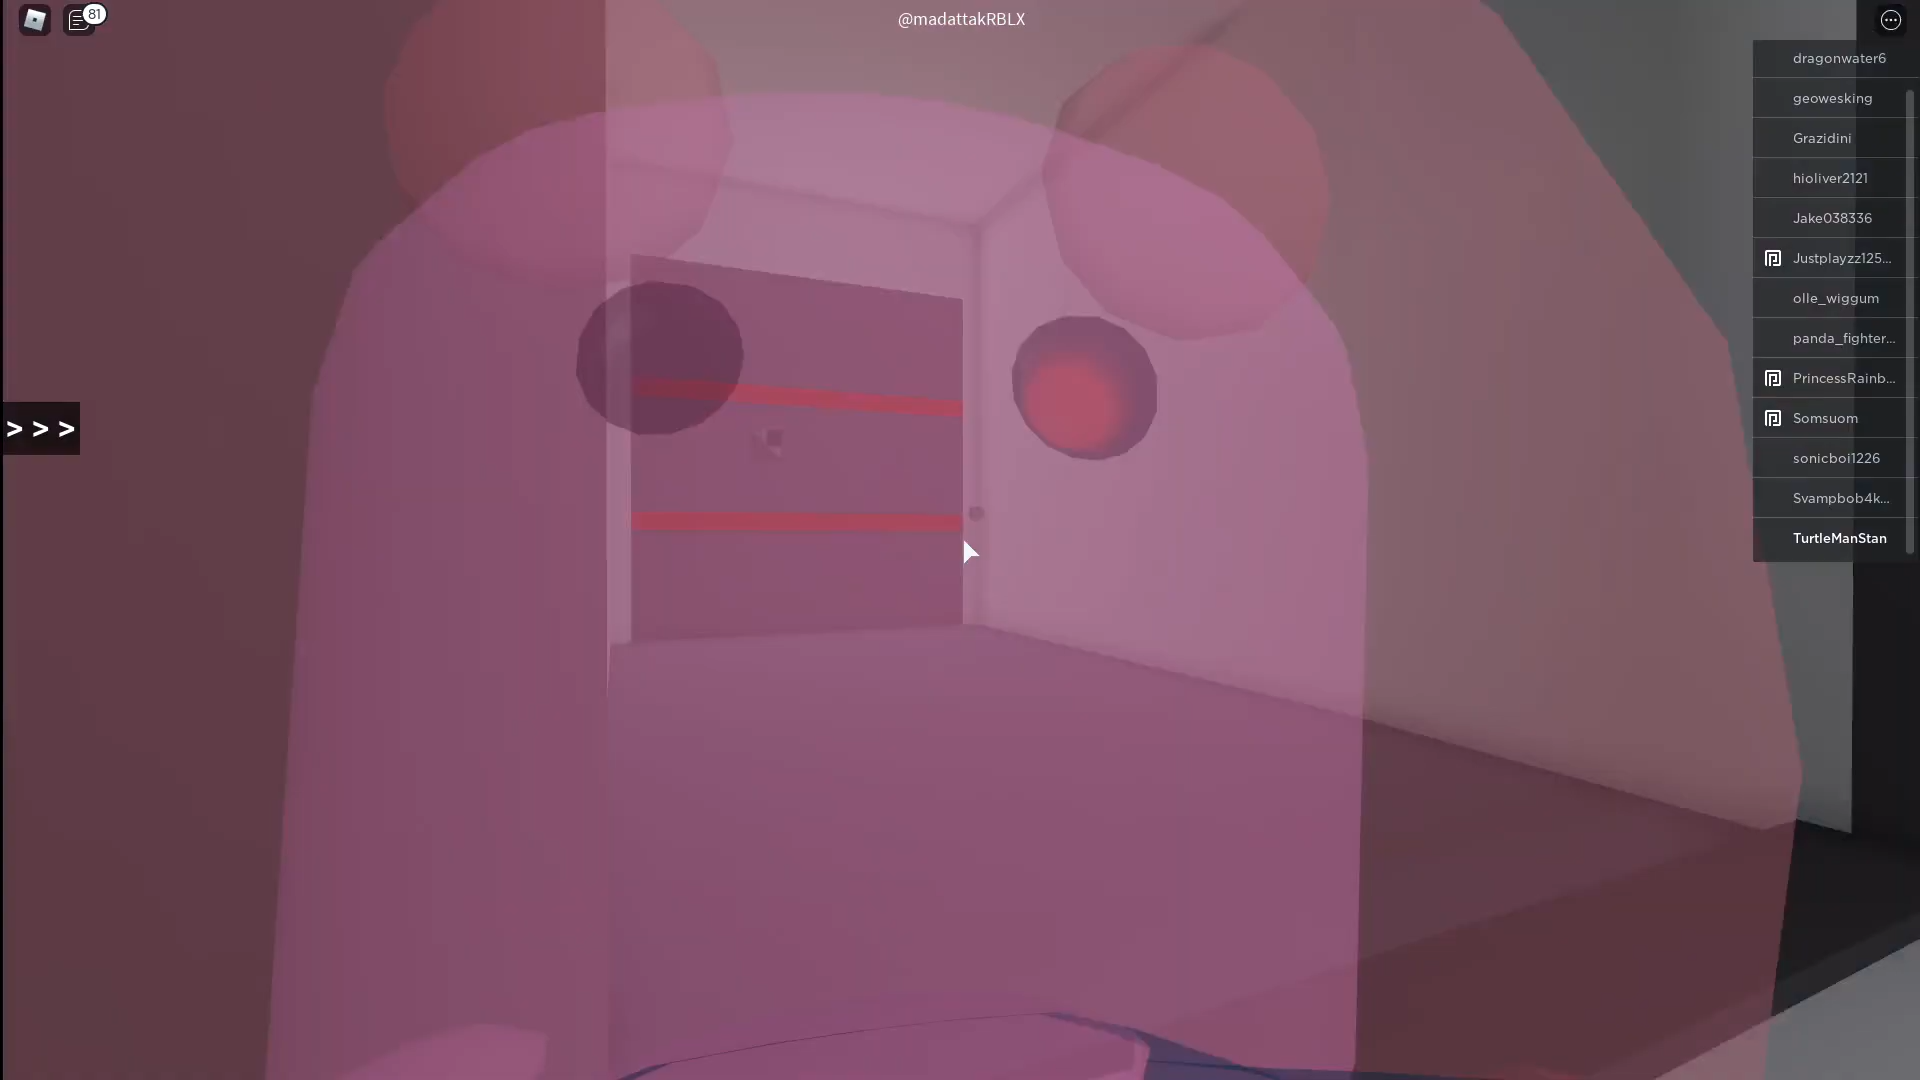 81
@madattakRBLX
dragonwater6
geowesking
Grazidini
hioliver2121
Jake038336
Justplayzz125...
olle_wiggum
panda_fighter...
PrincessRainb...
Somsuom
sonicboi1226
Svampbob4k...
TurtleManStan
> > >